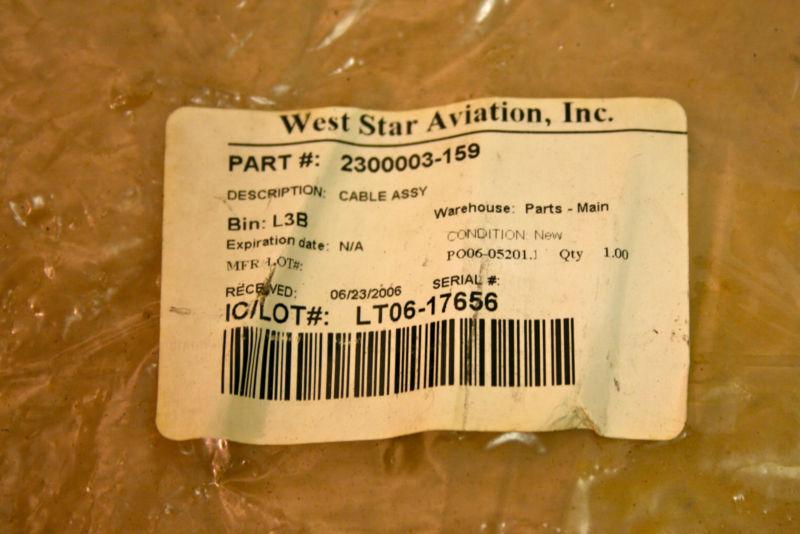 West Star Aviation, Inc.
PART #: 2300003-159
DESCRIPTION: CABLE ASSY
Bin: L3B Warehouse: Parts - Main
Expiration date: N/A CONDITION: New
MFR LOT#: PO06-05201.1 Qty 1.00
RECEIVED: 06/23/2006 SERIAL #:
IC/LOT#: LT06-17656